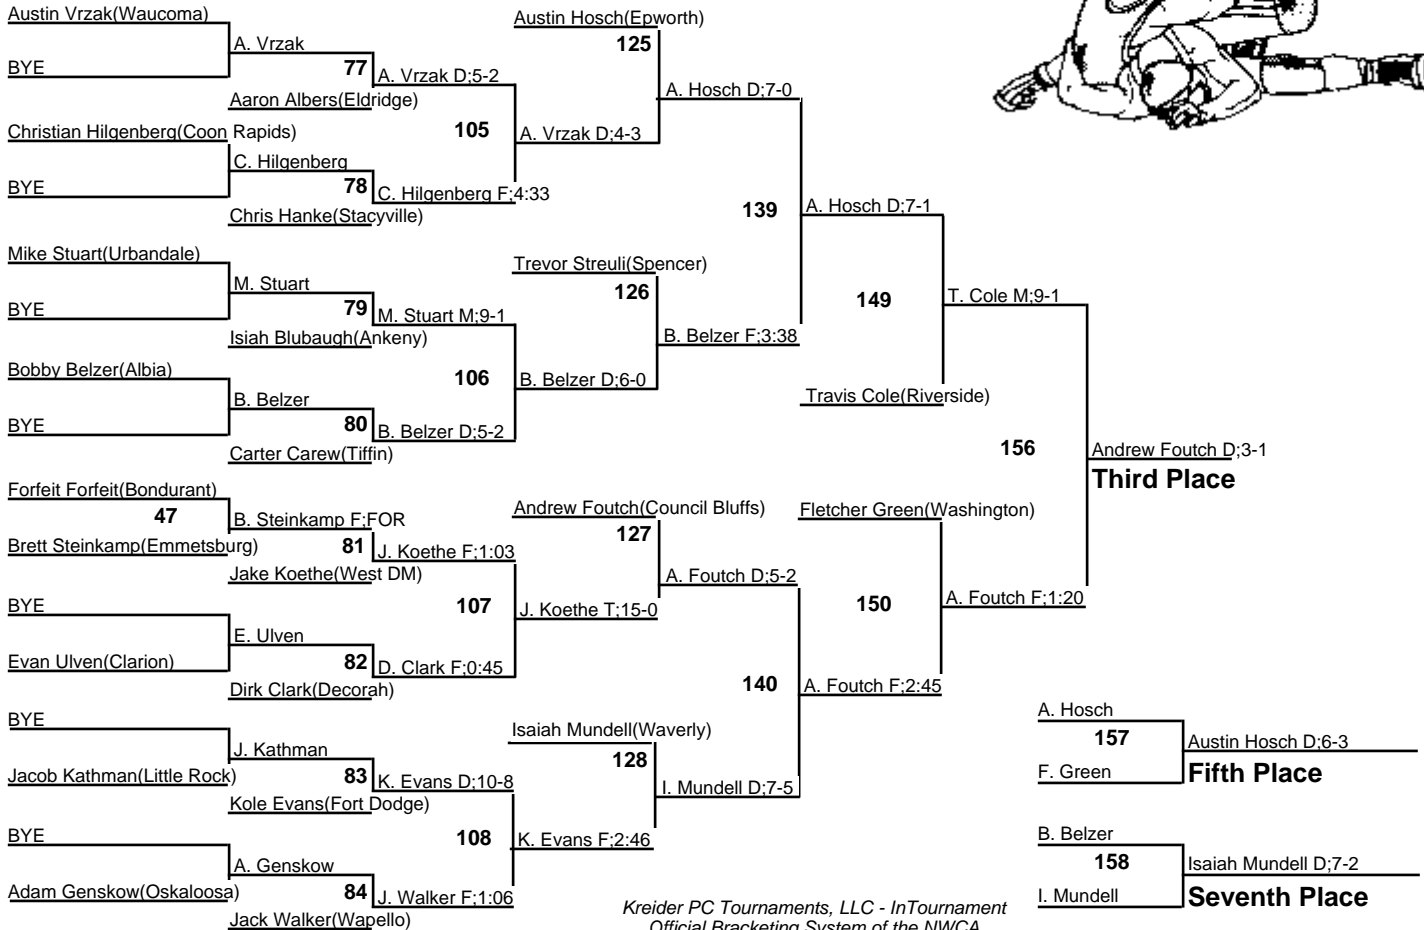 Austin Vrzak(Waucoma)
A. Vrzak
BYE
77
A. Vrzak D;5-2
Aaron Albers(Eldridge)
105
Christian Hilgenberg(Coon Rapids)
C. Hilgenberg
BYE
78
C. Hilgenberg F;4:33
Chris Hanke(Stacyville)
Austin Hosch(Epworth)
125
A. Hosch D;7-0
A. Vrzak D;4-3
139
A. Hosch D;7-1
Mike Stuart(Urbandale)
M. Stuart
BYE
79
M. Stuart M;9-1
Isiah Blubaugh(Ankeny)
106
Bobby Belzer(Albia)
B. Belzer
BYE
80
B. Belzer D;5-2
Carter Carew(Tiffin)
Trevor Streuli(Spencer)
126
B. Belzer F;3:38
B. Belzer D;6-0
149
T. Cole M;9-1
Travis Cole(Riverside)
156
Andrew Foutch D;3-1
Third Place
Forfeit Forfeit(Bondurant)
47
B. Steinkamp F;FOR
Brett Steinkamp(Emmetsburg)
81
J. Koethe F;1:03
Jake Koethe(West DM)
107
BYE
E. Ulven
Evan Ulven(Clarion)
82
D. Clark F;0:45
Dirk Clark(Decorah)
Andrew Foutch(Council Bluffs)
127
A. Foutch D;5-2
J. Koethe T;15-0
Fletcher Green(Washington)
150
A. Foutch F;1:20
140
A. Foutch F;2:45
BYE
J. Kathman
Jacob Kathman(Little Rock)
83
K. Evans D;10-8
Kole Evans(Fort Dodge)
108
BYE
A. Genskow
Adam Genskow(Oskaloosa)
84
J. Walker F;1:06
Jack Walker(Wapello)
Isaiah Mundell(Waverly)
128
I. Mundell D;7-5
K. Evans F;2:46
A. Hosch
157
Austin Hosch D;6-3
F. Green
Fifth Place
B. Belzer
158
Isaiah Mundell D;7-2
I. Mundell
Seventh Place
Kreider PC Tournaments, LLC - InTournament
Official Bracketing System of the NWCA